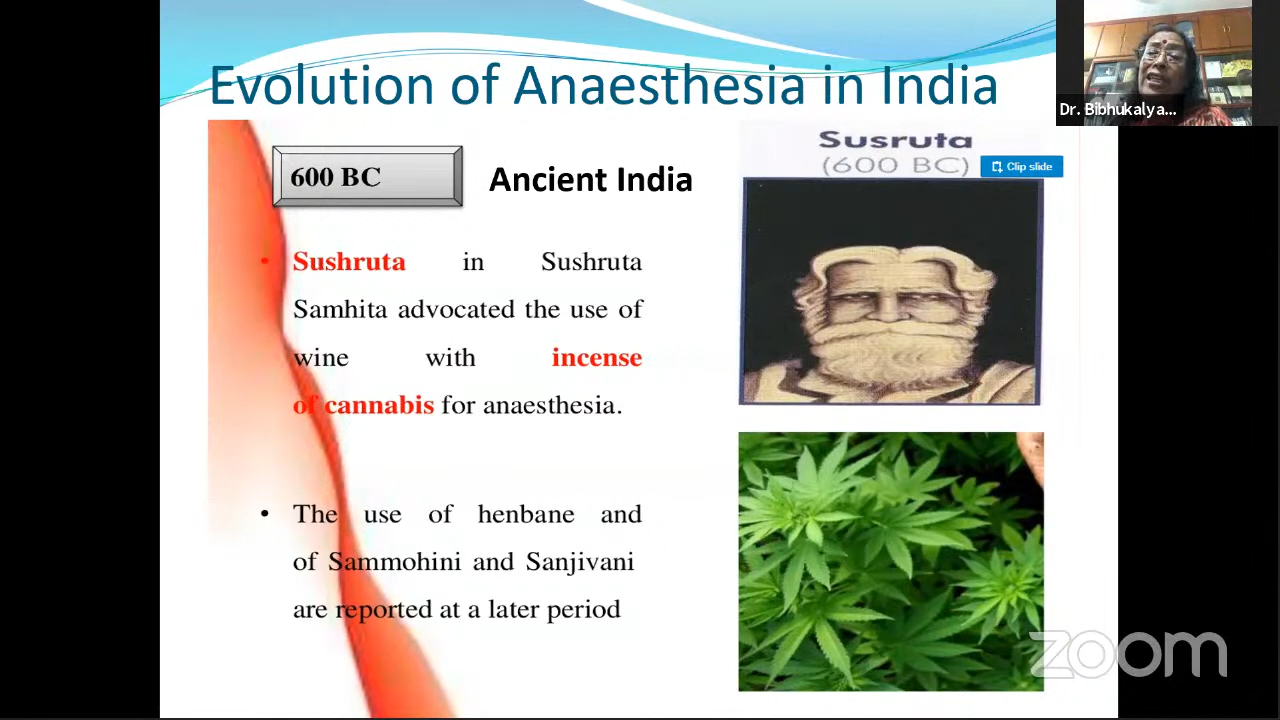 Evolution of Anaesthesia in India
Dr. Bibhukalya...
600 BC
Ancient India
Susruta
(600 BC)
Clip slide
• Sushruta in Sushruta
Samhita advocated the use of
wine with incense
of cannabis for anaesthesia.
• The use of henbane and
of Sammohini and Sanjivani
are reported at a later period
zoom